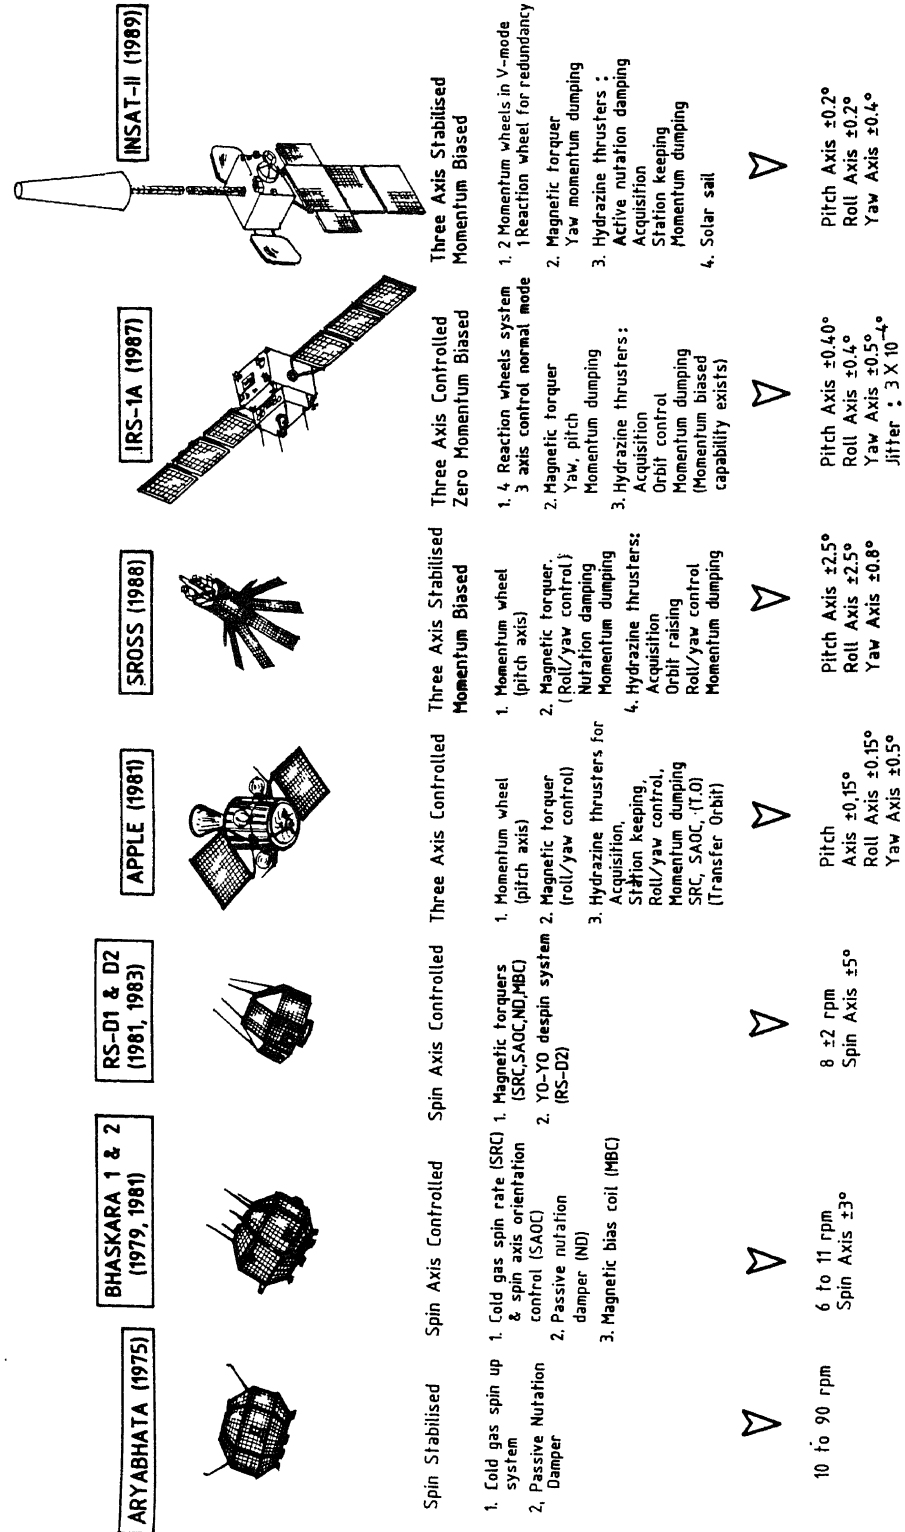 ARYABHATA (1975)
Spin Stabilised
1. Cold gas spin up
system
2, Passive Nutation
Damper
10 to 90 rpm
BHASKARA 1 & 2
(1979, 1981)
Spin Axis Controlled
1. Cold gas spin rate (SRC)
& spin axis orientation
control (SAOC)
2. Passive nutation
damper (ND)
3. Magnetic bias coil (MBC)
6 to 11 rpm
Spin Axis ±3°
RS-D1 & D2
(1981, 1983)
Spin Axis Controlled
1. Magnetic torquers
(SRC,SAOC,ND,MBC)
2. YO-YO despin system
(RS-D2)
8 ±2 rpm
Spin Axis ±5°
APPLE (1981)
Three Axis Controlled
1. Momentum wheel
(pitch axis)
2. Magnetic torquer
(roll/yaw control)
3. Hydrazine thrusters for
Acquisition,
Station keeping,
Roll/yaw control,
Momentum dumping
SRC, SAOC, (T.O)
(Transfer Orbit)
Pitch
Axis ±0,15°
Roll Axis ±0.15°
Yaw Axis ±0.5°
SROSS (1988)
Three Axis Stabilised
Momentum Biased
1. Momentum wheel
(pitch axis)
2. Magnetic torquer.
(Roll/yaw control)
Nutation damping
Momentum dumping
4. Hydrazine thrusters:
Acquisition
Orbit raising
Roll/yaw control
Momentum dumping
Pitch Axis ±2.5°
Roll Axis ±2.5°
Yaw Axis ±0.8°
IRS-1A (1987)
Three Axis Controlled
Zero Momentum Biased
1. 4 Reaction wheels system
3 axis control normal mode
2. Magnetic torquer
Yaw, pitch
Momentum dumping
3. Hydrazine thrusters:
Acquisition
Orbit control
Momentum dumping
(Momentum biased
capability exists)
Pitch Axis ±0.40°
Roll Axis ±0.4°
Yaw Axis ±0.5°
Jitter : 3 X 10⁻⁴°
INSAT-II (1989)
Three Axis Stabilised
Momentum Biased
1. 2 Momentum wheels in V-mode
1 Reaction wheel for redundancy
2. Magnetic torquer
Yaw momentum dumping
3. Hydrazine thrusters :
Active nutation damping
Acquisition
Station keeping
Momentum dumping
4. Solar sail
Pitch Axis ±0.2°
Roll Axis ±0.2°
Yaw Axis ±0.4°